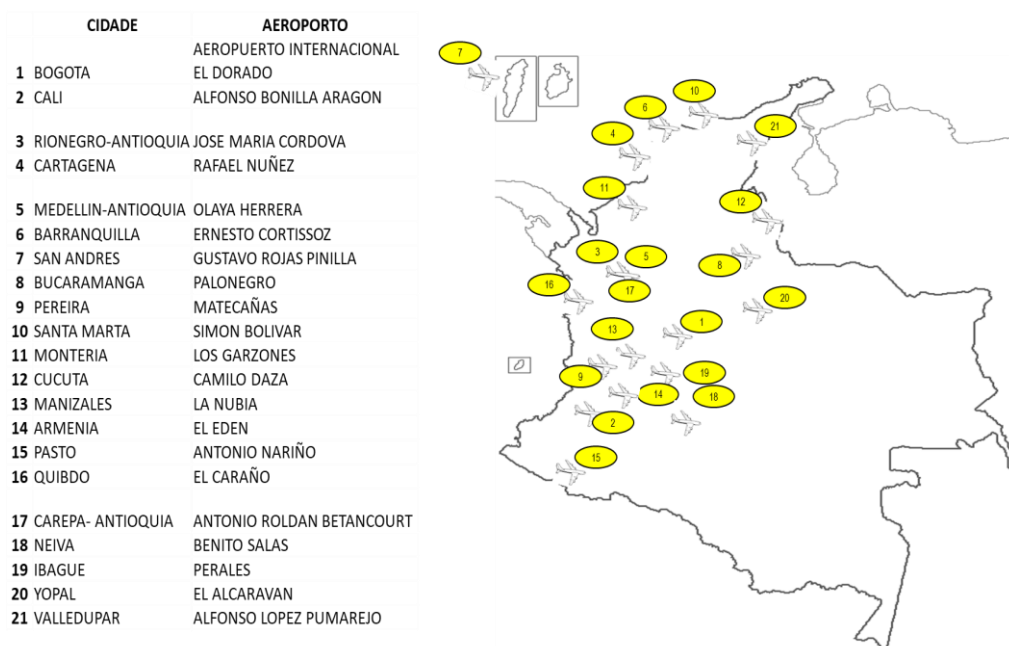 CIDADE AEROPORTO
1 BOGOTA AEROPUERTO INTERNACIONAL EL DORADO
2 CALI ALFONSO BONILLA ARAGON
3 RIONEGRO-ANTIOQUIA JOSE MARIA CORDOVA
4 CARTAGENA RAFAEL NUÑEZ
5 MEDELLIN-ANTIOQUIA OLAYA HERRERA
6 BARRANQUILLA ERNESTO CORTISSOZ
7 SAN ANDRES GUSTAVO ROJAS PINILLA
8 BUCARAMANGA PALONEGRO
9 PEREIRA MATECAÑAS
10 SANTA MARTA SIMON BOLIVAR
11 MONTERIA LOS GARZONES
12 CUCUTA CAMILO DAZA
13 MANIZALES LA NUBIA
14 ARMENIA EL EDEN
15 PASTO ANTONIO NARIÑO
16 QUIBDO EL CARAÑO
17 CAREPA- ANTIOQUIA ANTONIO ROLDAN BETANCOURT
18 NEIVA BENITO SALAS
19 IBAGUE PERALES
20 YOPAL EL ALCARAVAN
21 VALLEDUPAR ALFONSO LOPEZ PUMAREJO
7
10
6
21
4
11
12
3
5
8
16
17
20
1
13
19
9
14
18
2
15